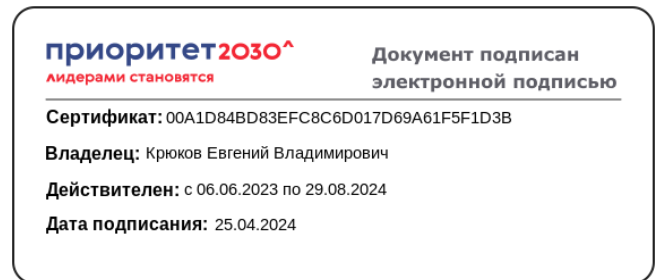 приоритет2030^
лидерами становятся
Документ подписан
электронной подписью
Сертификат: 00A1D84BD83EFC8C6D017D69A61F5F1D3B
Владелец: Крюков Евгений Владимирович
Действителен: с 06.06.2023 по 29.08.2024
Дата подписания: 25.04.2024